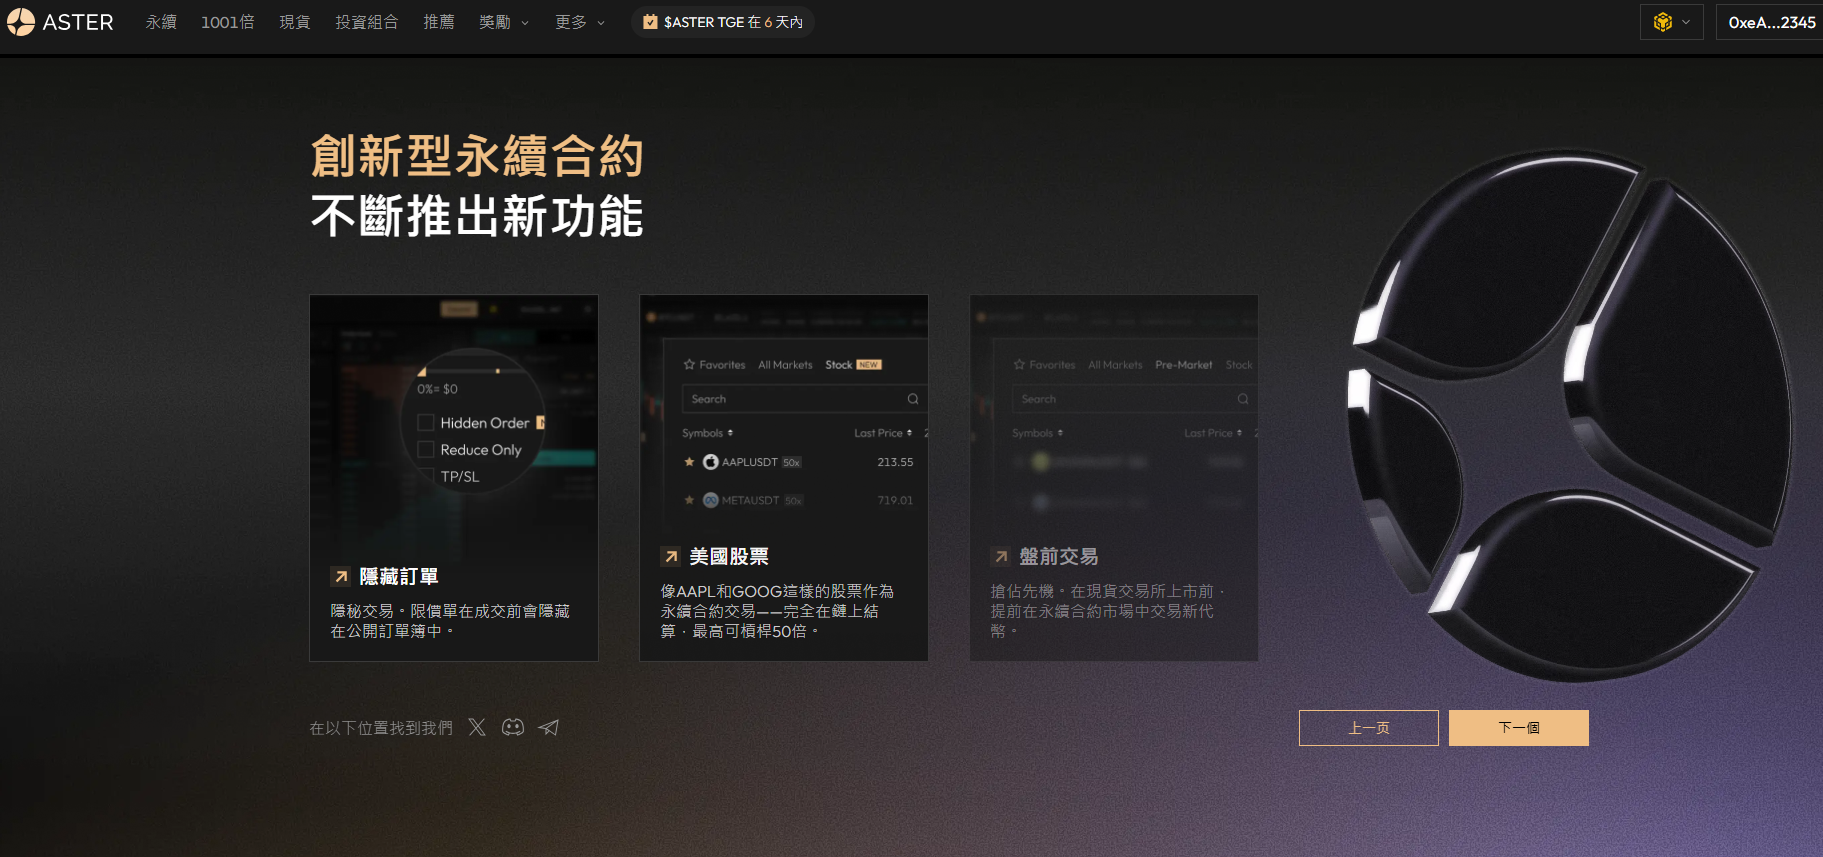 ASTER
永續
1001倍
現貨
投資組合
推薦
獎勵
更多
$ASTER TGE 在 6 天內
0xeA...2345
創新型永續合約
不斷推出新功能
0%= $0
Hidden Order
Reduce Only
TP/SL
隱藏訂單
隱秘交易。限價單在成交前會隱藏
在公開訂單簿中。
Favorites All Markets Stock NEW
Search
Symbols Last Price 2
AAPLUSDT 50x 213.55
METAUSDT 50x 719.01
美國股票
像AAPL和GOOG這樣的股票作為
永續合約交易——完全在鏈上結
算，最高可槓桿50倍。
Favorites All Markets Pre-Market Stock
Search
Symbols Last Price 2
盤前交易
搶佔先機。在現貨交易所上市前，
提前在永續合約市場中交易新代
幣。
在以下位置找到我們
上一页
下一個